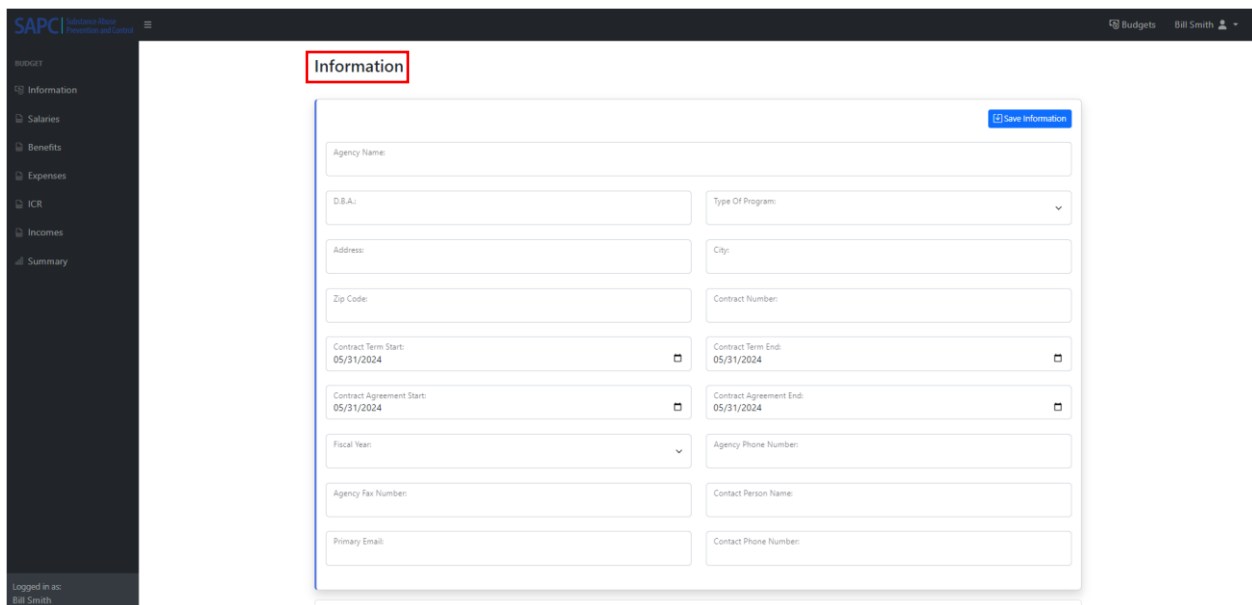 SAPC Substance Abuse
Prevention and Control
Budgets Bill Smith
BUDGET
Information
Salaries
Benefits
Expenses
ICR
Incomes
Summary
Logged in as:
Bill Smith
Information
Save Information
Agency Name:
D.B.A.: Type Of Program:
Address: City:
Zip Code: Contract Number:
Contract Term Start: Contract Term End:
05/31/2024 05/31/2024
Contract Agreement Start: Contract Agreement End:
05/31/2024 05/31/2024
Fiscal Year: Agency Phone Number:
Agency Fax Number: Contact Person Name:
Primary Email: Contact Phone Number: